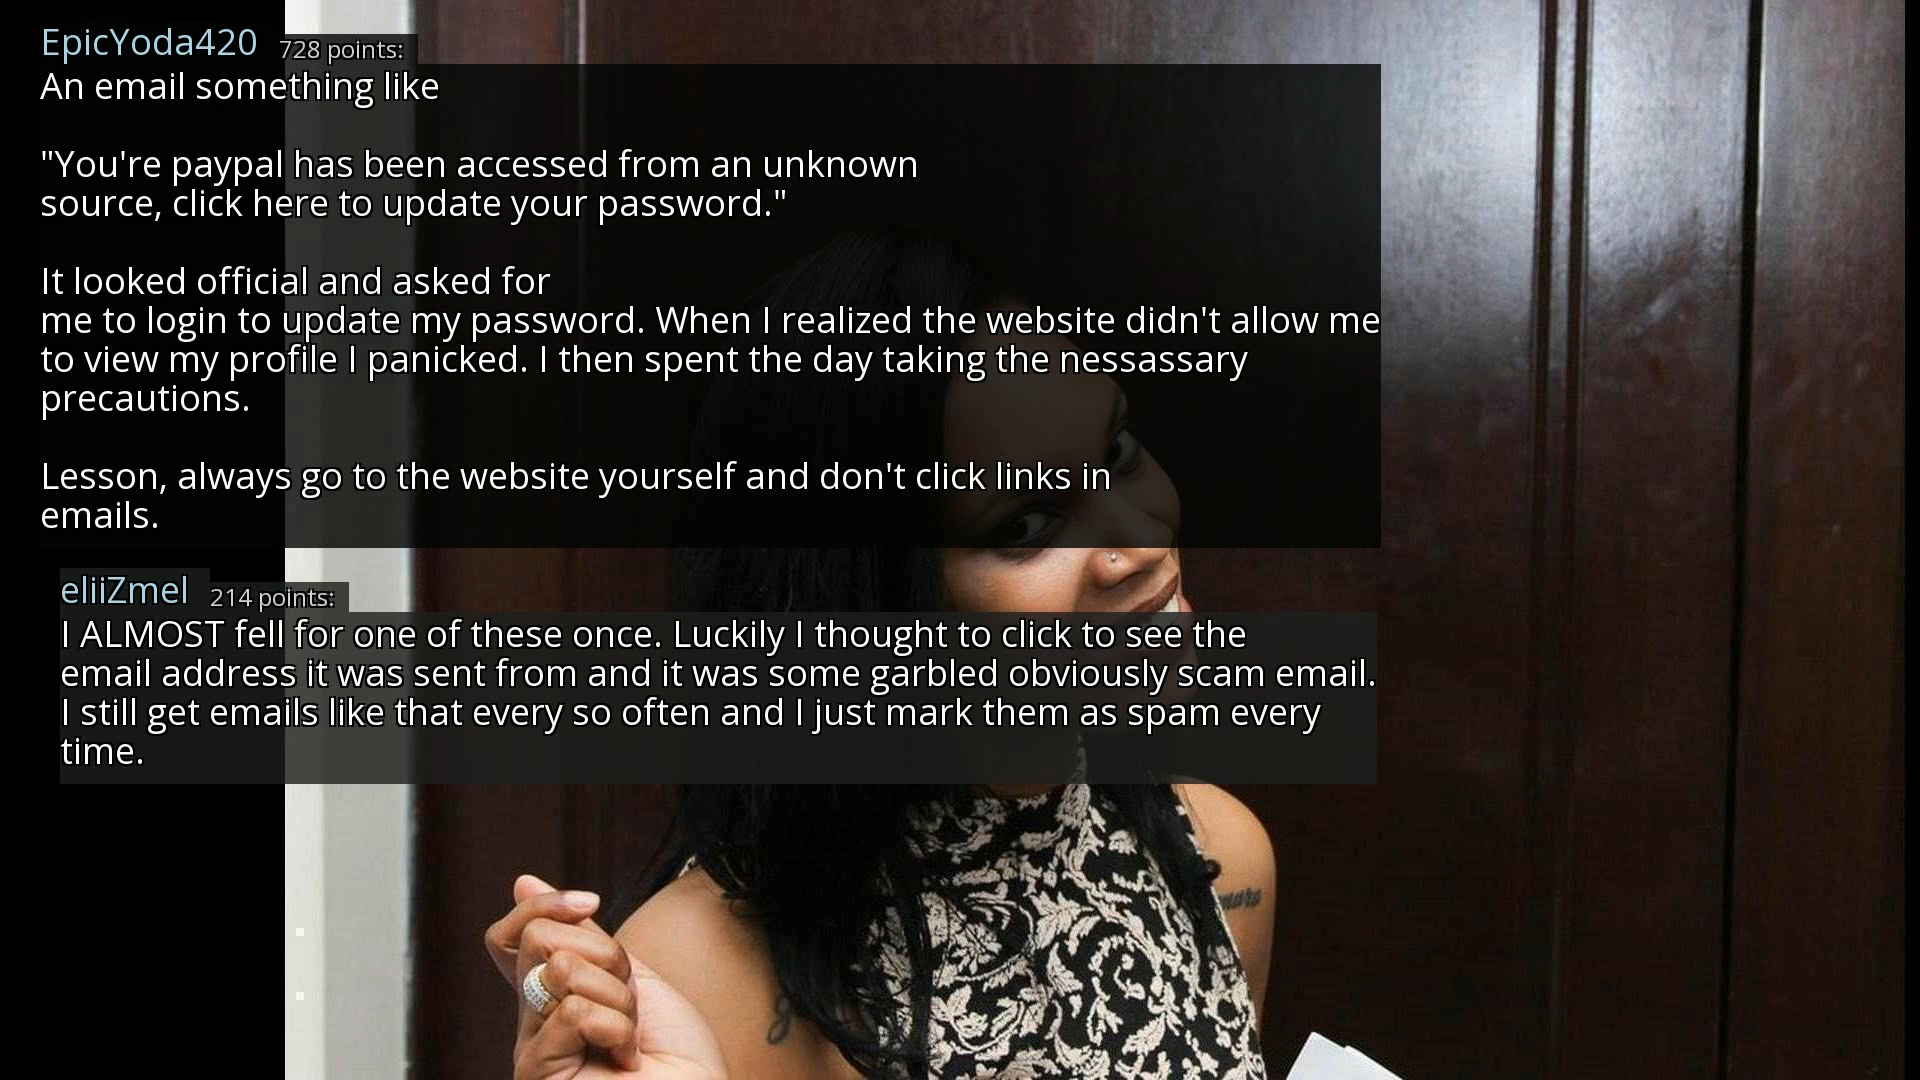 EpicYoda420 728 points:
An email something like
"You're paypal has been accessed from an unknown
source, click here to update your password."
It looked official and asked for
me to login to update my password. When I realized the website didn't allow me
to view my profile I panicked. I then spent the day taking the nessassary
precautions.
Lesson, always go to the website yourself and don't click links in
emails.
eliiZmel 214 points:
I ALMOST fell for one of these once. Luckily I thought to click to see the
email address it was sent from and it was some garbled obviously scam email.
I still get emails like that every so often and I just mark them as spam every
time.